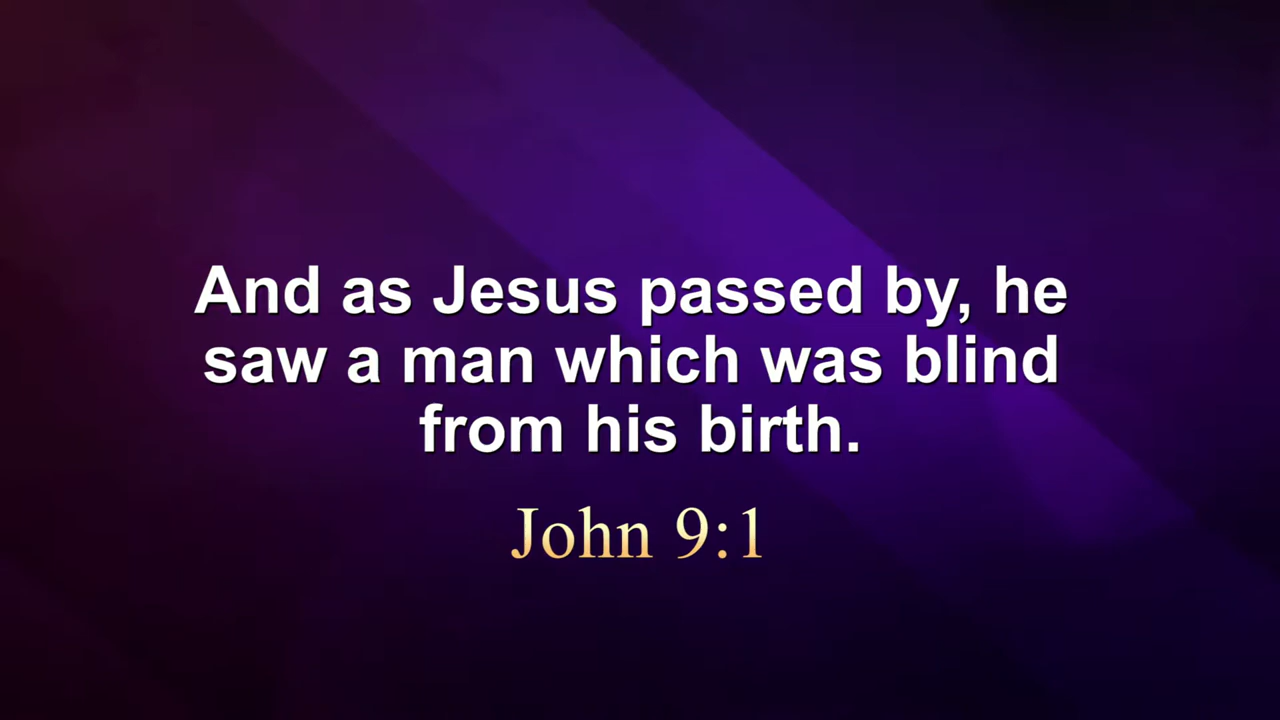 And as Jesus passed by, he
saw a man which was blind
from his birth.
John 9:1